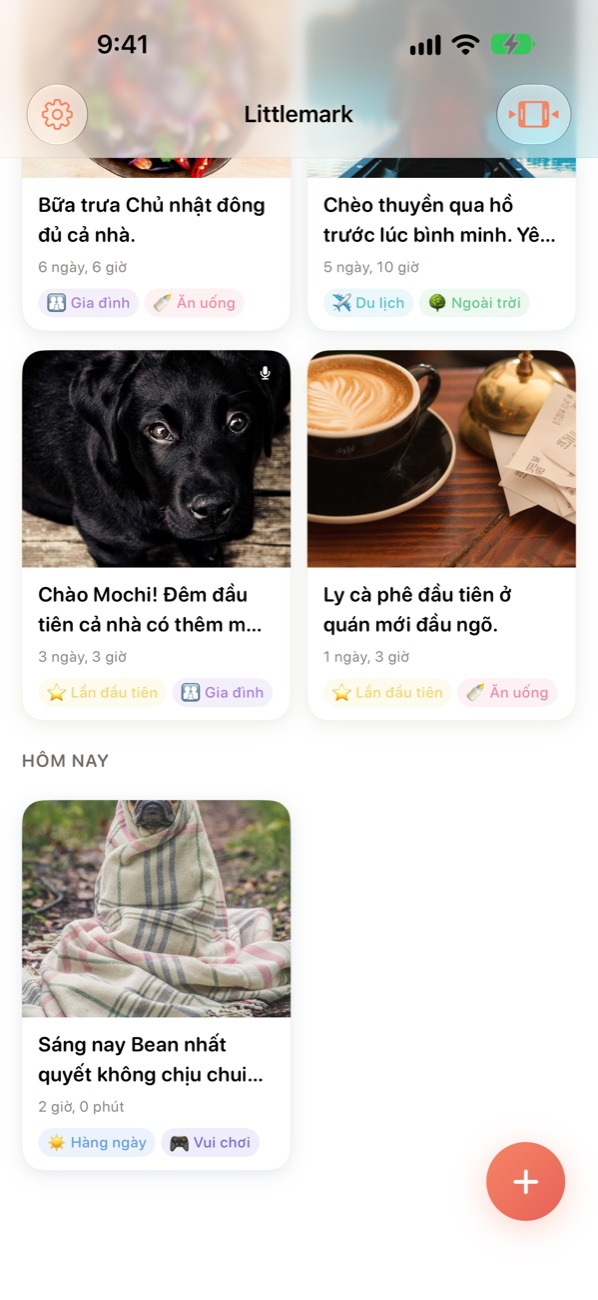 9:41
Littlemark
Bữa trưa Chủ nhật đông
đủ cả nhà.
6 ngày, 6 giờ
Gia đình
Ăn uống
Chèo thuyền qua hồ
trước lúc bình minh. Yê...
5 ngày, 10 giờ
Du lịch
Ngoài trời
Chào Mochi! Đêm đầu
tiên cả nhà có thêm m...
3 ngày, 3 giờ
Lần đầu tiên
Gia đình
Ly cà phê đầu tiên ở
quán mới đầu ngõ.
1 ngày, 3 giờ
Lần đầu tiên
Ăn uống
HÔM NAY
Sáng nay Bean nhất
quyết không chịu chui...
2 giờ, 0 phút
Hàng ngày
Vui chơi